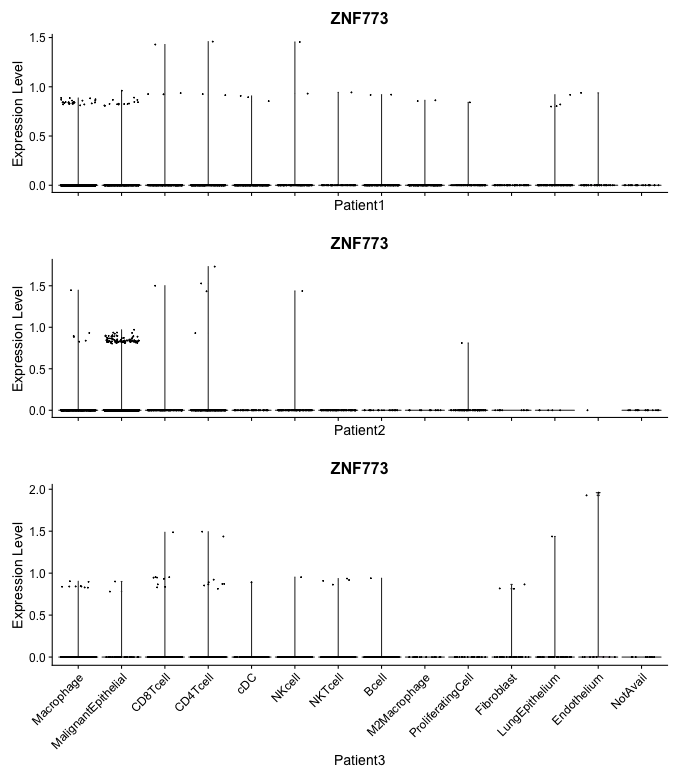 ZNF773
Expression Level
1.5
1.0
0.5
0.0
Patient1
ZNF773
Expression Level
1.5
1.0
0.5
0.0
Patient2
ZNF773
Expression Level
2.0
1.5
1.0
0.5
0.0
Macrophage
MalignantEpithelial
CD8Tcell
CD4Tcell
cDC
NKcell
NKTcell
Bcell
M2Macrophage
ProliferatingCell
Fibroblast
LungEpithelium
Endothelium
NotAvail
Patient3